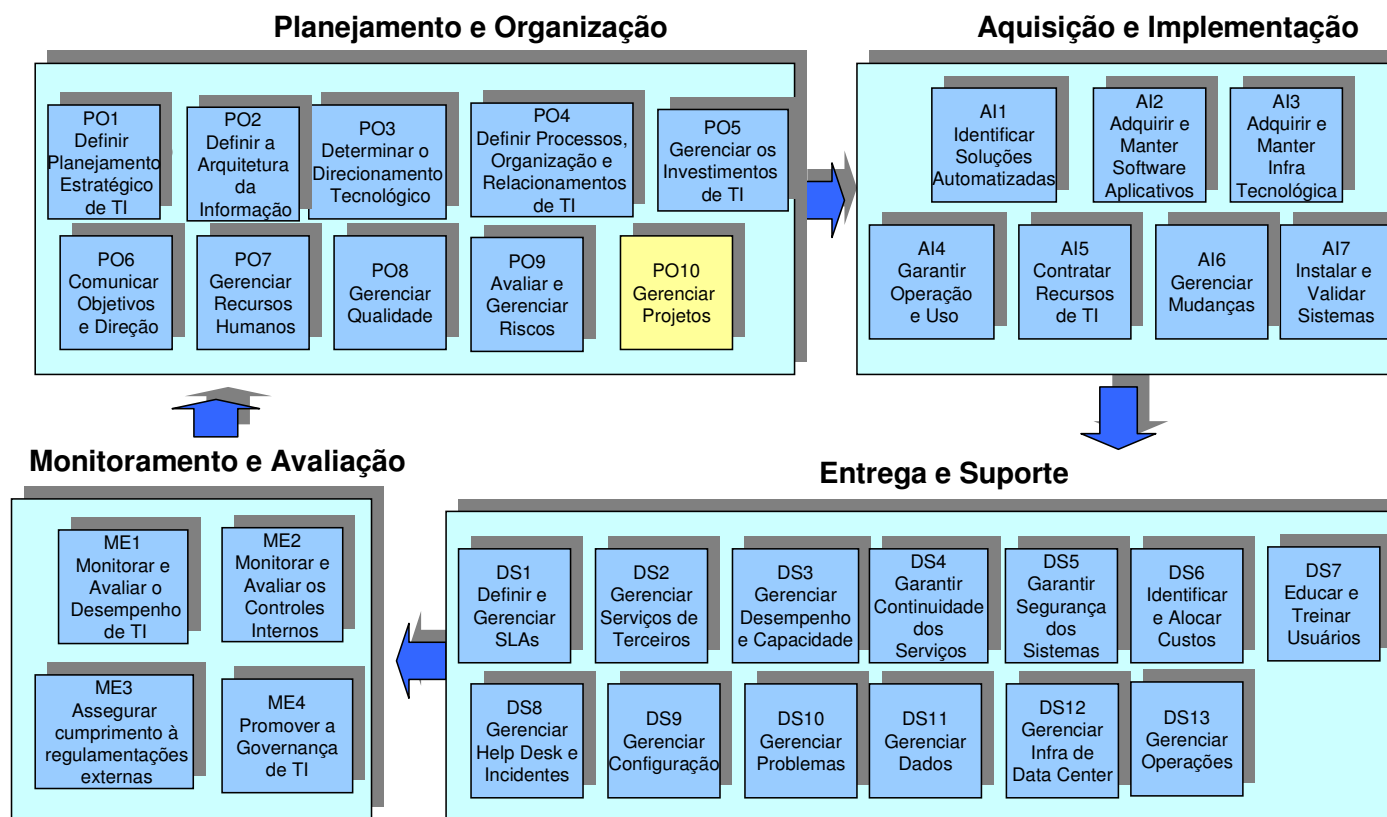 Planejamento e Organização
PO1
Definir
Planejamento
Estratégico
de TI
PO2
Definir a
Arquitetura
da
Informação
PO3
Determinar o
Direcionamento
Tecnológico
PO4
Definir Processos,
Organização e
Relacionamentos
de TI
PO5
Gerenciar os
Investimentos
de TI
PO6
Comunicar
Objetivos
e Direção
PO7
Gerenciar
Recursos
Humanos
PO8
Gerenciar
Qualidade
PO9
Avaliar e
Gerenciar
Riscos
PO10
Gerenciar
Projetos
Aquisição e Implementação
AI1
Identificar
Soluções
Automatizadas
AI2
Adquirir e
Manter
Software
Aplicativos
AI3
Adquirir e
Manter
Infra
Tecnológica
AI4
Garantir
Operação
e Uso
AI5
Contratar
Recursos
de TI
AI6
Gerenciar
Mudanças
AI7
Instalar e
Validar
Sistemas
Monitoramento e Avaliação
ME1
Monitorar e
Avaliar o
Desempenho
de TI
ME2
Monitorar e
Avaliar os
Controles
Internos
ME3
Assegurar
cumprimento à
regulamentações
externas
ME4
Promover a
Governança
de TI
Entrega e Suporte
DS1
Definir e
Gerenciar
SLAs
DS2
Gerenciar
Serviços de
Terceiros
DS3
Gerenciar
Desempenho
e Capacidade
DS4
Garantir
Continuidade
dos
Serviços
DS5
Garantir
Segurança
dos
Sistemas
DS6
Identificar
e Alocar
Custos
DS7
Educar e
Treinar
Usuários
DS8
Gerenciar
Help Desk e
Incidentes
DS9
Gerenciar
Configuração
DS10
Gerenciar
Problemas
DS11
Gerenciar
Dados
DS12
Gerenciar
Infra de
Data Center
DS13
Gerenciar
Operações